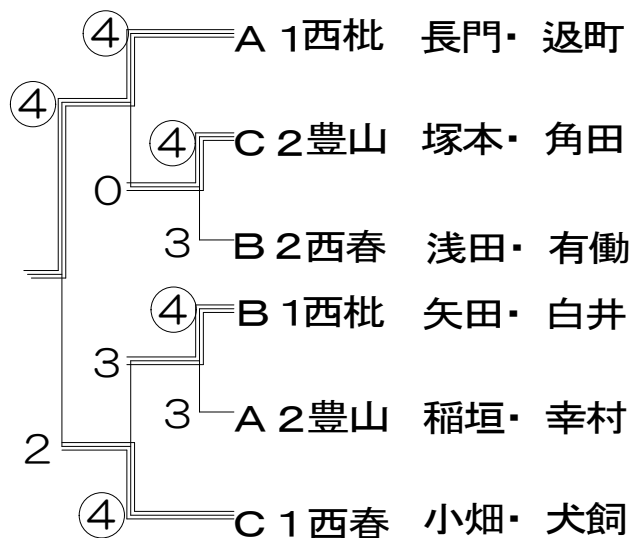 ④ A 1 西枇 長門・ 返町
④
④ C 2 豊山 塚本・ 角田
0
3 B 2 西春 浅田・ 有働
④ B 1 西枇 矢田・ 白井
3
3 A 2 豊山 稲垣・ 幸村
2
④ C 1 西春 小畑・ 犬飼